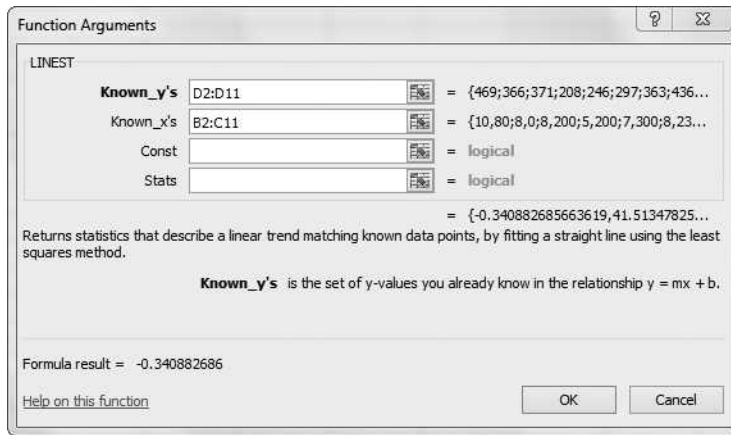 Function Arguments
LINEST
Known_y's D2:D11 = {469;366;371;208;246;297;363;436...
Known_x's B2:C11 = {10,80;8,0;8,200;5,200;7,300;8,23...
Const = logical
Stats = logical
= {-0.340882685663619,41.51347825...
Returns statistics that describe a linear trend matching known data points, by fitting a straight line using the least
squares method.
Known_y's is the set of y-values you already know in the relationship y = mx + b.
Formula result = -0.340882686
Help on this function
OK Cancel